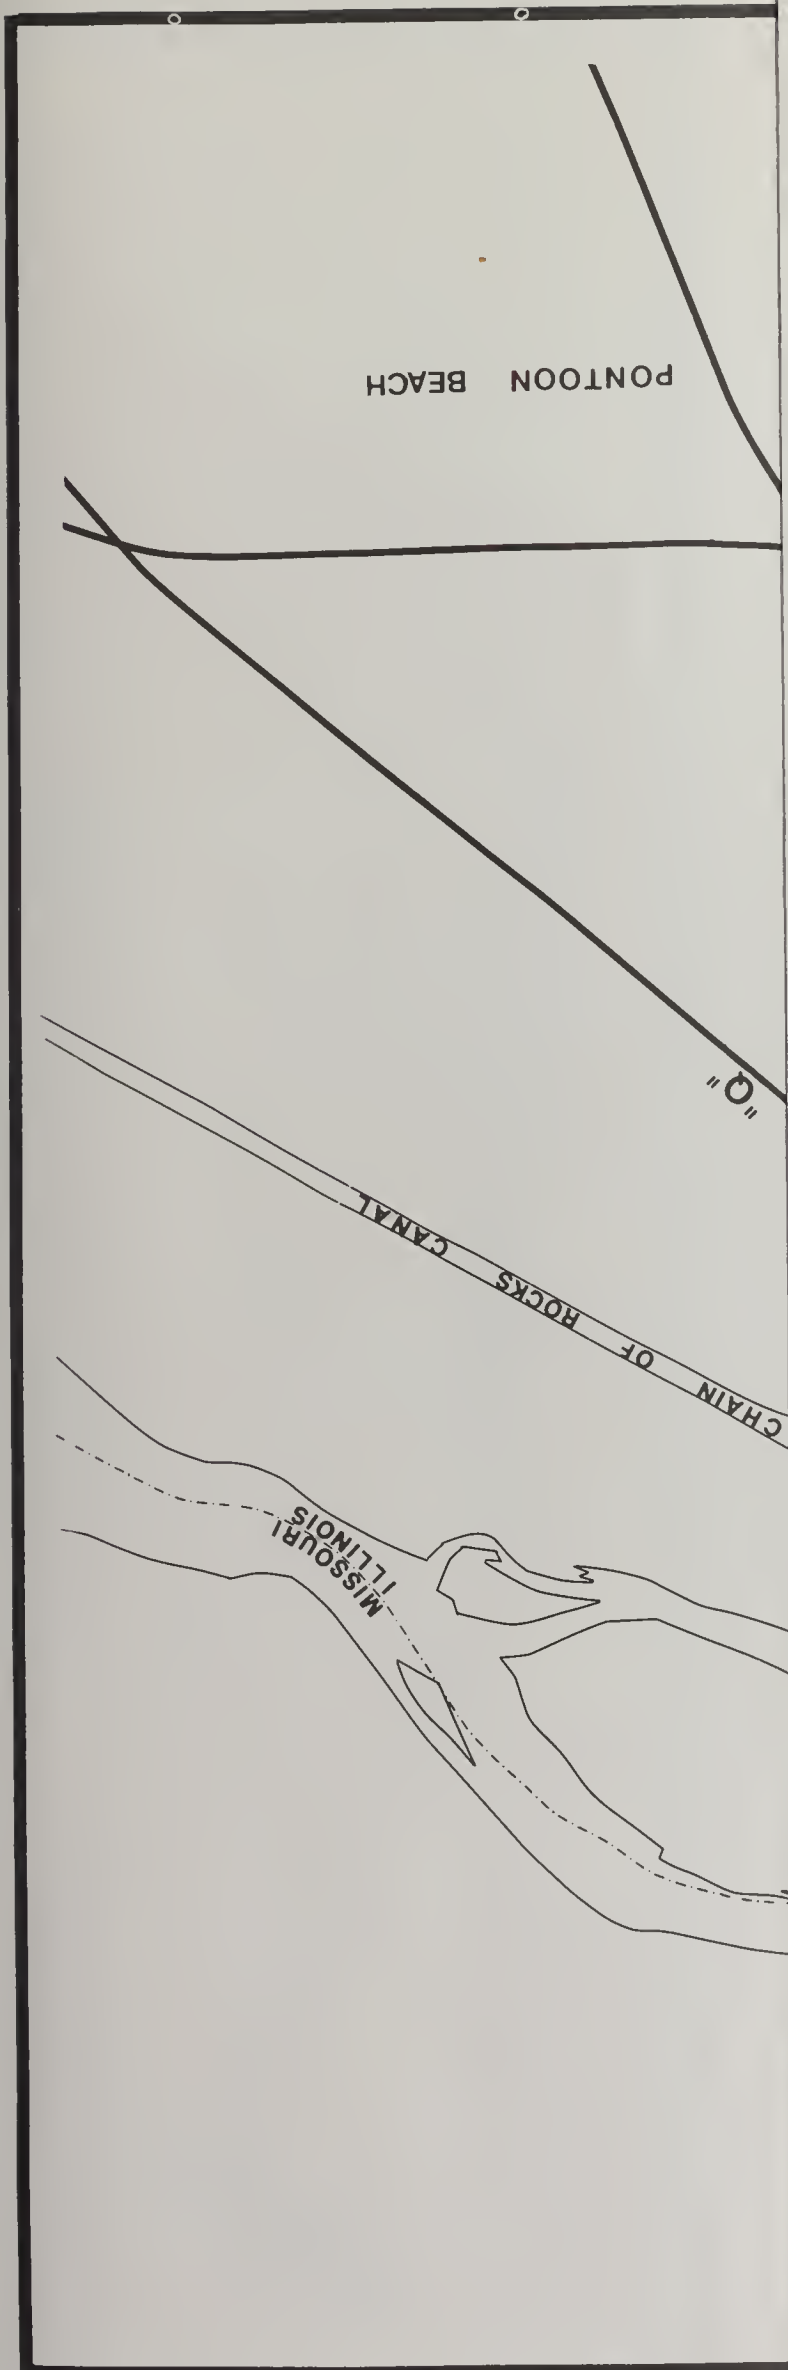 PONTOON BEACH
"Q"
CHAIN OF ROCKS CANAL
MISSOURI
ILLINOIS